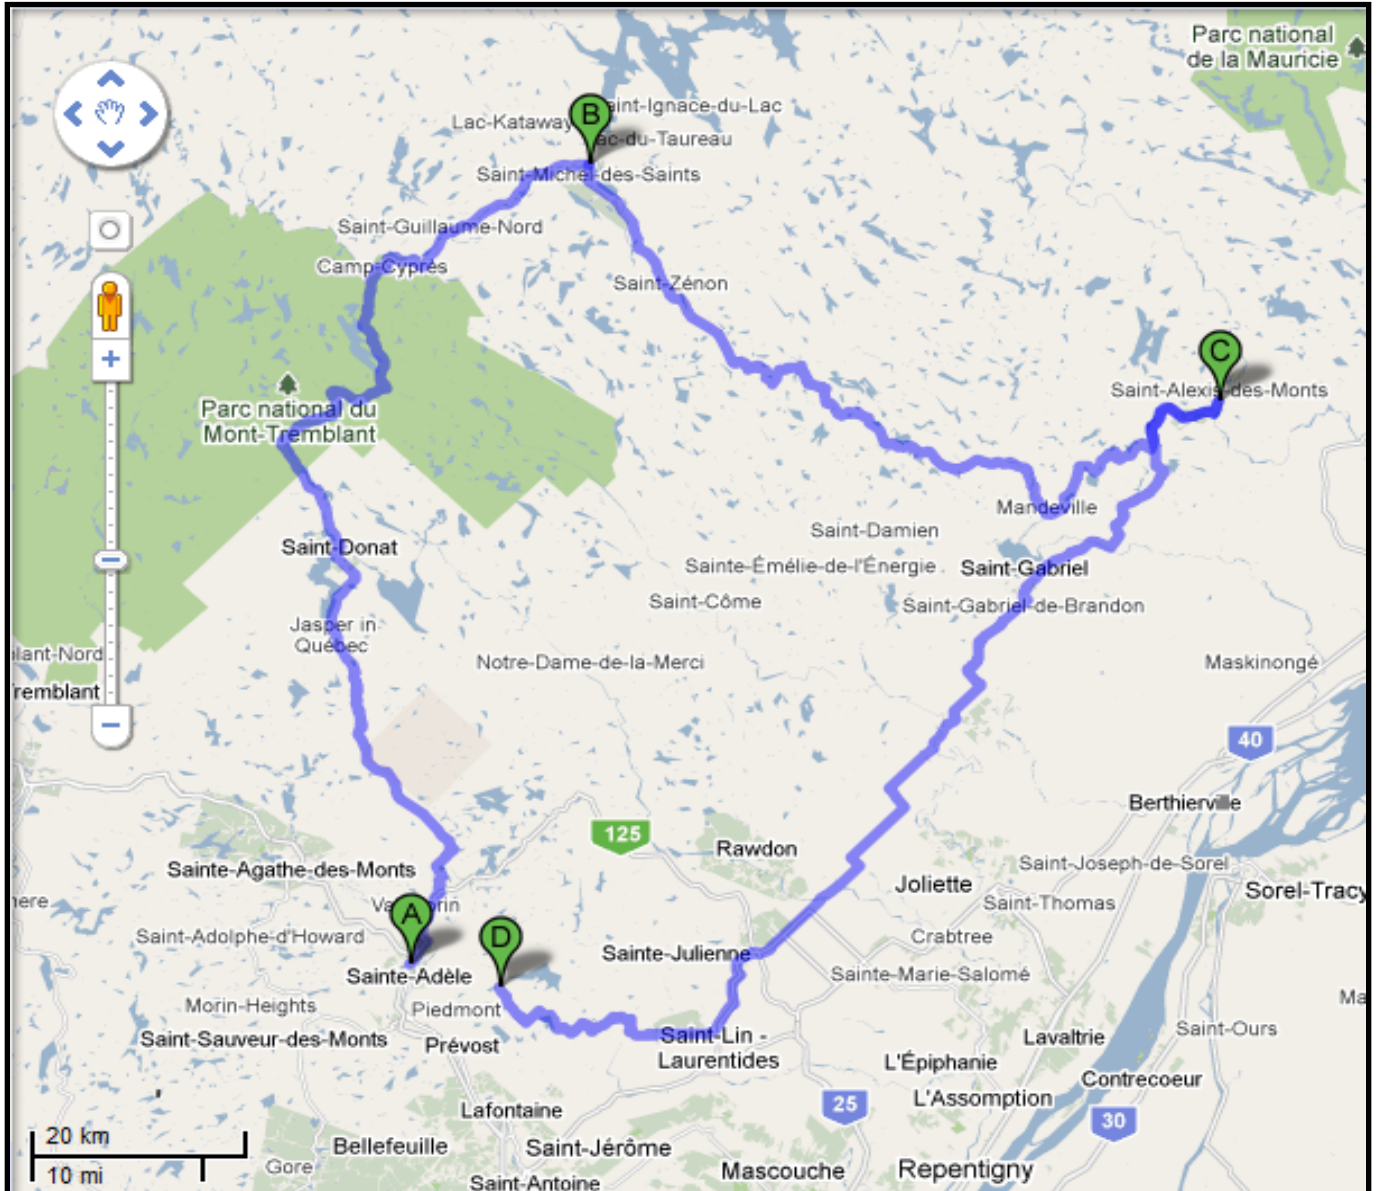 Parc national
de la Mauricie
B
Lac-Kataway
aint-Ignace-du-Lac
ac-du-Taureau
Saint-Michel-des-Saints
Saint-Guillaume-Nord
Camp-Cyprès
Saint-Zénon
C
Saint-Alexis-des-Monts
Parc national du
Mont-Tremblant
Mandeville
Saint-Damien
Saint-Donat
Sainte-Émélie-de-l'Énergie
Saint-Gabriel
Saint-Côme
Saint-Gabriel-de-Brandon
Jasper in
Québec
lant-Nord
Notre-Dame-de-la-Merci
Maskinongé
remblant
40
Berthierville
125
Rawdon
Saint-Joseph-de-Sorel
Sainte-Agathe-des-Monts
Joliette
Sorel-Tracy
ere
Va
rin
Saint-Thomas
A
D
Saint-Adolphe-d'Howard
Crabtree
Sainte-Julienne
Sainte-Adèle
Sainte-Marie-Salomé
Ma
Morin-Heights
Piedmont
Saint-Ours
Saint-Sauveur-des-Monts
Prévost
Saint-Lin -
Laurentides
Lavaltrie
L'Épiphanie
Contrecoeur
L'Assomption
25
30
Lafontaine
20 km
Bellefeuille
Saint-Jérôme
10 mi
Gore
Mascouche
Repentigny
Saint-Antoine